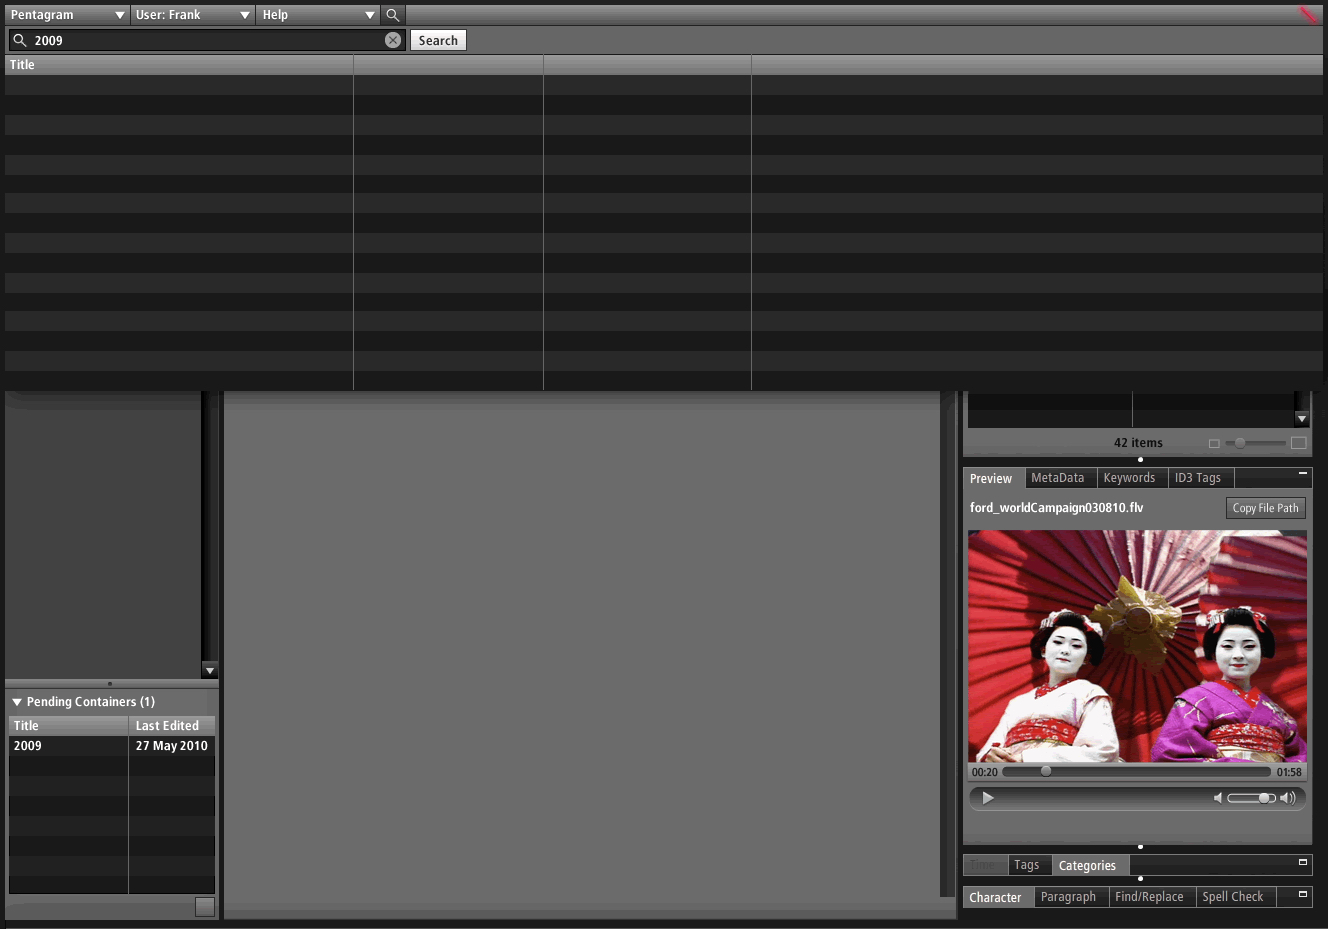 Pentagram User: Frank Help
2009 Search
Title
42 items
Preview MetaData Keywords ID3 Tags
ford_worldCampaign030810.flv Copy File Path
00:20 01:58
Pending Containers (1)
Title Last Edited
2009 27 May 2010
Time Tags Categories
Character Paragraph Find/Replace Spell Check